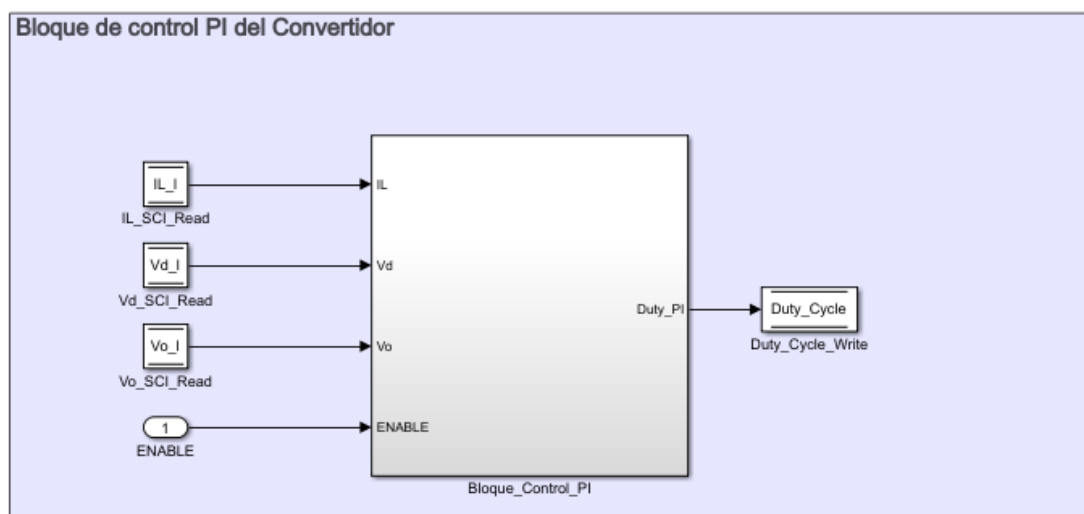 Bloque de control PI del Convertidor
IL_I
IL_SCI_Read
IL
Vd_I
Vd_SCI_Read
Vd
Vo_I
Vo_SCI_Read
Vo
1
ENABLE
ENABLE
Duty_PI
Duty_Cycle
Duty_Cycle_Write
Bloque_Control_PI